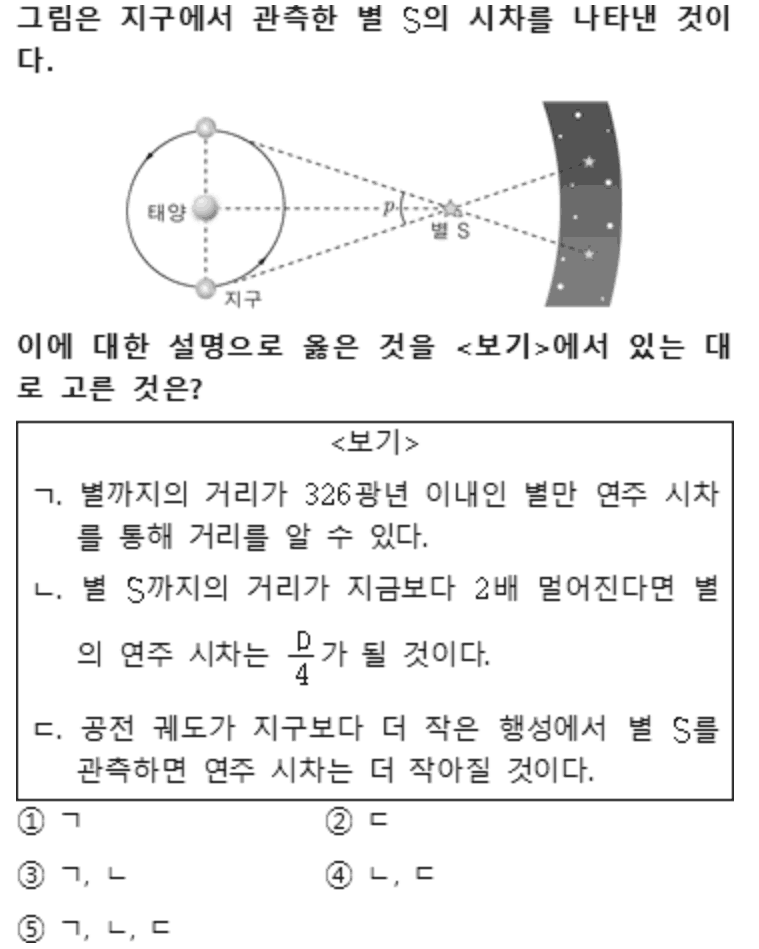 그림은 지구에서 관측한 별 S의 시차를 나타낸 것이
다.
태양
p
별 S
지구
이에 대한 설명으로 옳은 것을 <보기>에서 있는 대
로 고른 것은?
<보기>
ㄱ. 별까지의 거리가 326광년 이내인 별만 연주 시차
를 통해 거리를 알 수 있다.
ㄴ. 별 S까지의 거리가 지금보다 2배 멀어진다면 별
의 연주 시차는 p/4가 될 것이다.
ㄷ. 공전 궤도가 지구보다 더 작은 행성에서 별 S를
관측하면 연주 시차는 더 작아질 것이다.
① ㄱ ② ㄷ
③ ㄱ, ㄴ ④ ㄴ, ㄷ
⑤ ㄱ, ㄴ, ㄷ